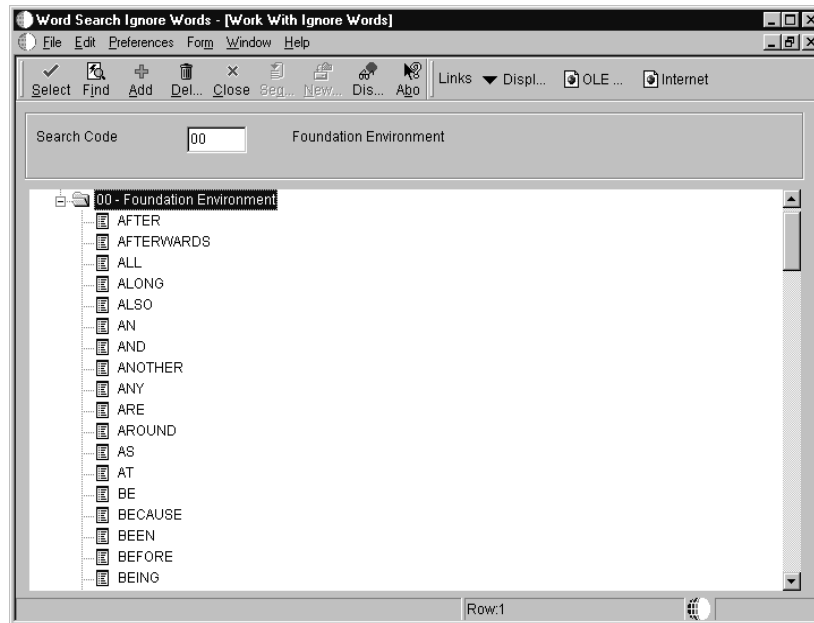 Word Search Ignore Words - [Work With Ignore Words]
File Edit Preferences Form Window Help
Select Find Add Del... Close Seq... New... Dis... Abo Links Displ... OLE ... Internet
Search Code 00 Foundation Environment
00 - Foundation Environment
AFTER
AFTERWARDS
ALL
ALONG
ALSO
AN
AND
ANOTHER
ANY
ARE
AROUND
AS
AT
BE
BECAUSE
BEEN
BEFORE
BEING
Row:1